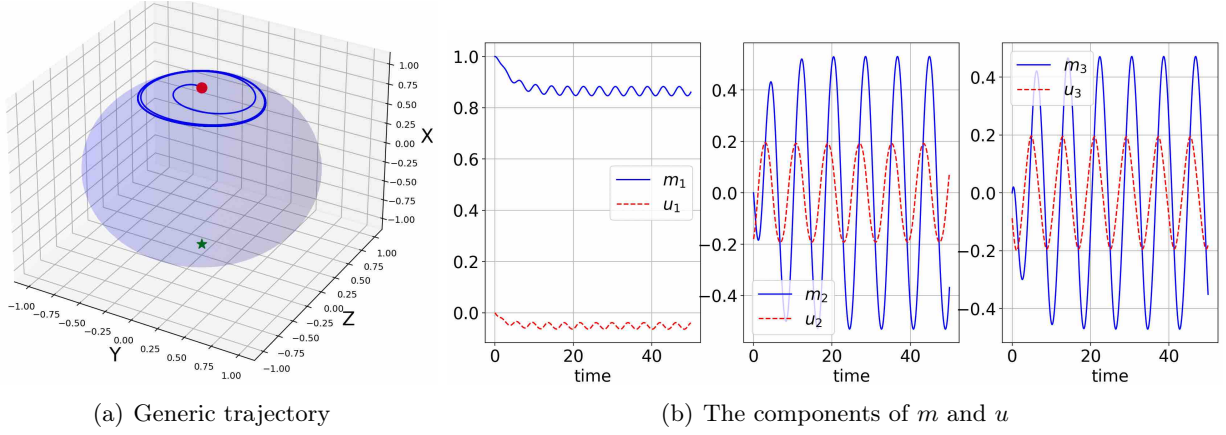 1.00
0.75
0.50
0.25
0.00
−0.25
−0.50
−0.75
−1.00
X
1.00
0.75
0.50
0.25
0.00
−0.25
−0.50
−0.75
−1.00
Z
−1.00
−0.75
−0.50
−0.25
0.00
0.25
0.50
0.75
1.00
Y
(a) Generic trajectory
1.0
0.8
0.6
0.4
0.2
0.0
m1
u1
0 20 40
time
0.4
0.2
0.0
−0.2
−0.4
m2
u2
0 20 40
time
0.4
0.2
0.0
−0.2
−0.4
m3
u3
0 20 40
time
(b) The components of m and u